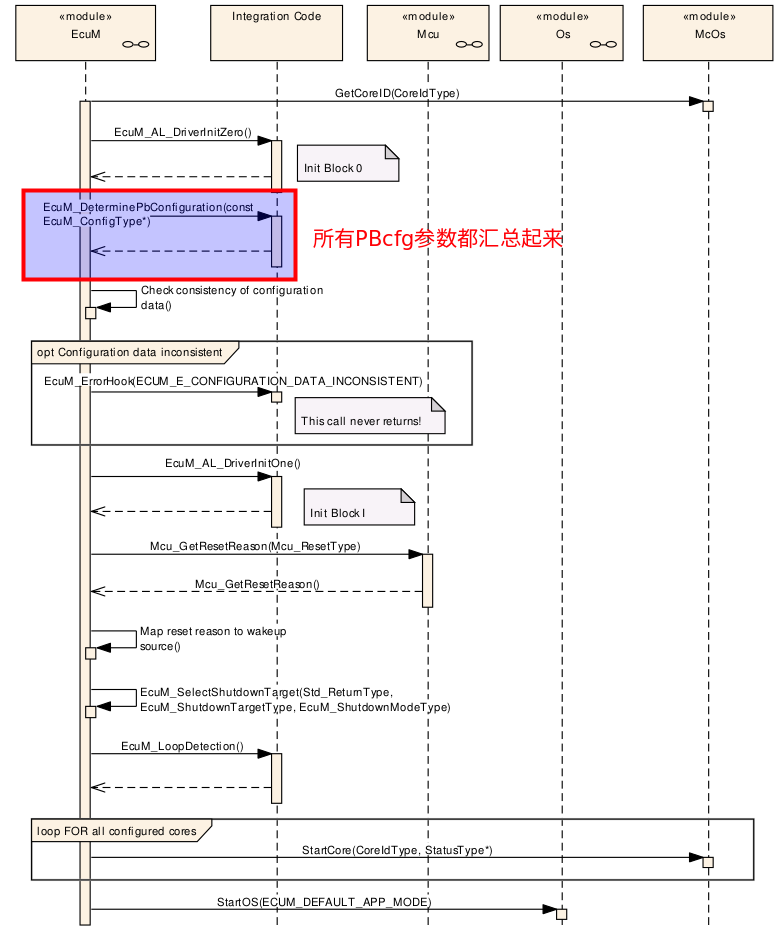 «module»
EcuM
Integration Code
«module»
Mcu
«module»
Os
«module»
McOs
GetCoreID(CoreIdType)
EcuM_AL_DriverInitZero()
Init Block 0
EcuM_DeterminePbConfiguration(const
EcuM_ConfigType*)
所有PBcfg参数都汇总起来
Check consistency of configuration
data()
opt Configuration data inconsistent
EcuM_ErrorHook(ECUM_E_CONFIGURATION_DATA_INCONSISTENT)
This call never returns!
EcuM_AL_DriverInitOne()
Init Block I
Mcu_GetResetReason(Mcu_ResetType)
Mcu_GetResetReason()
Map reset reason to wakeup
source()
EcuM_SelectShutdownTarget(Std_ReturnType,
EcuM_ShutdownTargetType, EcuM_ShutdownModeType)
EcuM_LoopDetection()
loop FOR all configured cores
StartCore(CoreIdType, StatusType*)
StartOS(ECUM_DEFAULT_APP_MODE)